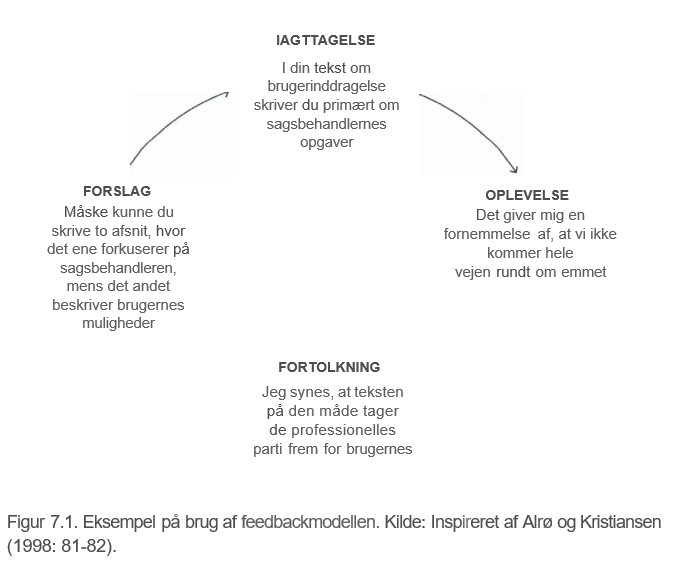 IAGTTAGELSE
I din tekst om
brugerinddragelse
skriver du primært om
sagsbehandlernes
opgaver
OPLEVELSE
Det giver mig en
fornemmelse af, at vi ikke
kommer hele
vejen rundt om emmet
FORTOLKNING
Jeg synes, at teksten
på den måde tager
de professionelles
parti frem for brugernes
FORSLAG
Måske kunne du
skrive to afsnit, hvor
det ene forkuserer på
sagsbehandleren,
mens det andet
beskriver brugernes
muligheder
Figur 7.1. Eksempel på brug af feedbackmodellen. Kilde: Inspireret af Alrø og Kristiansen
(1998: 81-82).